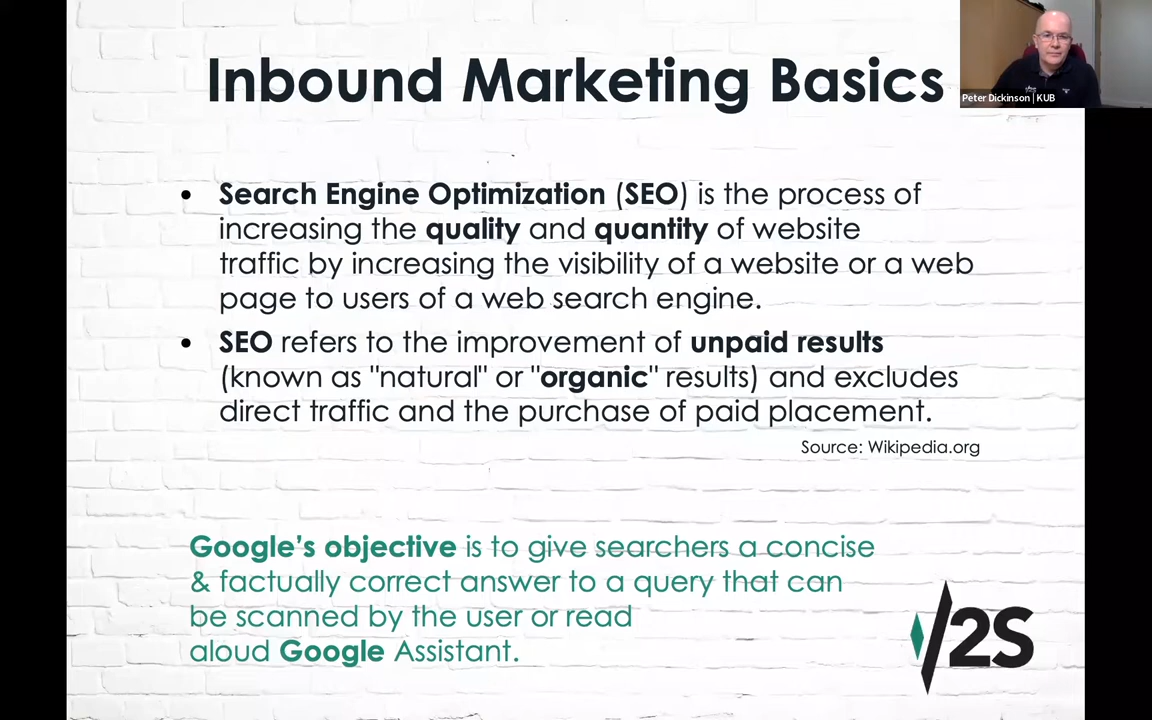 Inbound Marketing Basics
Peter Dickinson | KUB
• Search Engine Optimization (SEO) is the process of
increasing the quality and quantity of website
traffic by increasing the visibility of a website or a web
page to users of a web search engine.
• SEO refers to the improvement of unpaid results
(known as "natural" or "organic" results) and excludes
direct traffic and the purchase of paid placement.
Source: Wikipedia.org
Google's objective is to give searchers a concise
& factually correct answer to a query that can
be scanned by the user or read
aloud Google Assistant.
/2S